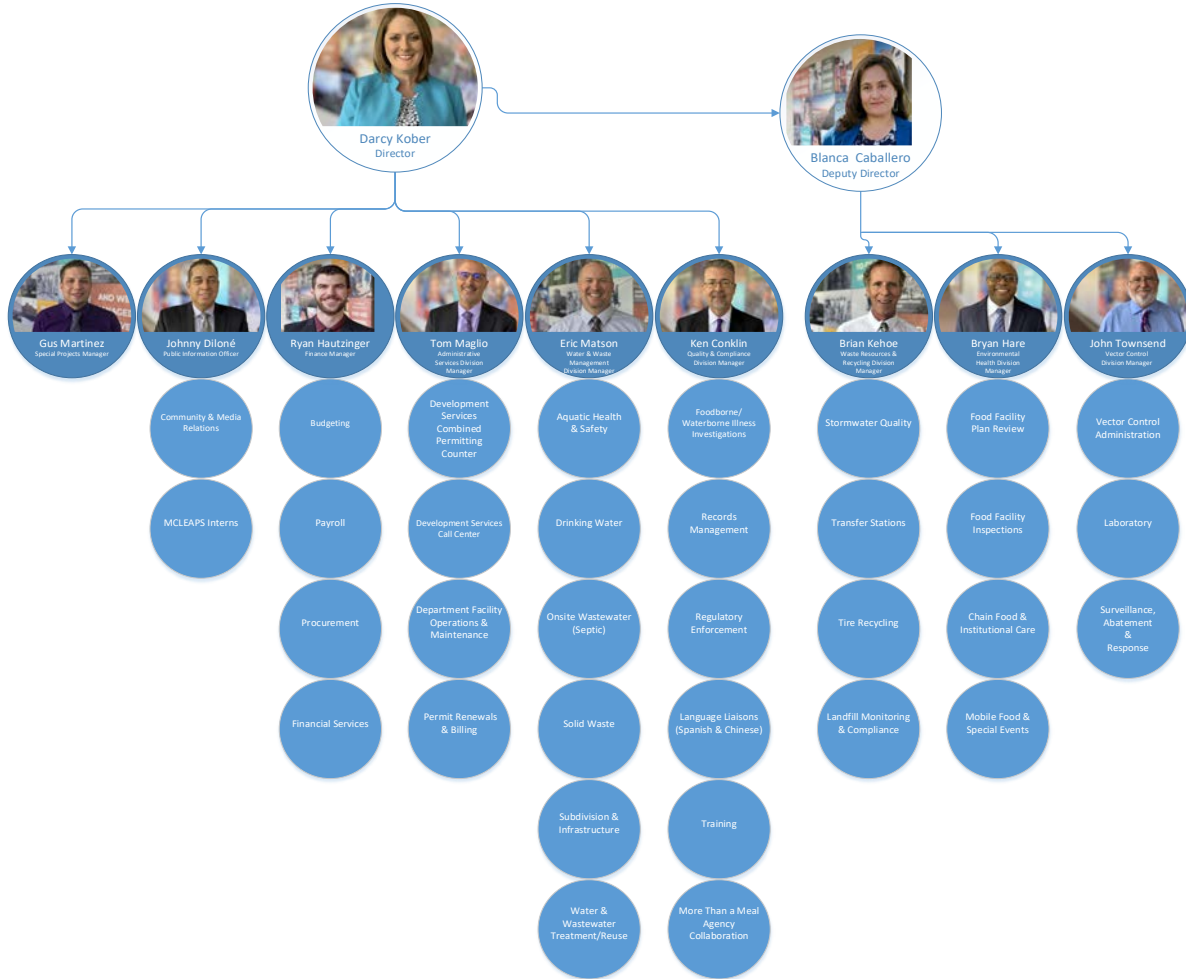 Darcy Kober
Director
Blanca Caballero
Deputy Director
Gus Martinez
Special Projects Manager
Johnny Diloné
Public Information Officer
Ryan Hautzinger
Finance Manager
Tom Maglio
Administrative
Services Division
Manager
Eric Matson
Water & Waste
Management
Division Manager
Ken Conklin
Quality & Compliance
Division Manager
Brian Kehoe
Waste Resources &
Recycling Division
Manager
Bryan Hare
Environmental
Health Division
Manager
John Townsend
Vector Control
Division Manager
Community & Media
Relations
MCLEAPS Interns
Budgeting
Payroll
Procurement
Financial Services
Development
Services
Combined
Permitting
Counter
Development Services
Call Center
Department Facility
Operations &
Maintenance
Permit Renewals
& Billing
Aquatic Health
& Safety
Drinking Water
Onsite Wastewater
(Septic)
Solid Waste
Subdivision &
Infrastructure
Water &
Wastewater
Treatment/Reuse
Foodborne/
Waterborne Illness
Investigations
Records
Management
Regulatory
Enforcement
Language Liaisons
(Spanish & Chinese)
Training
More Than a Meal
Agency
Collaboration
Stormwater Quality
Transfer Stations
Tire Recycling
Landfill Monitoring
& Compliance
Food Facility
Plan Review
Food Facility
Inspections
Chain Food &
Institutional Care
Mobile Food &
Special Events
Vector Control
Administration
Laboratory
Surveillance,
Abatement
&
Response